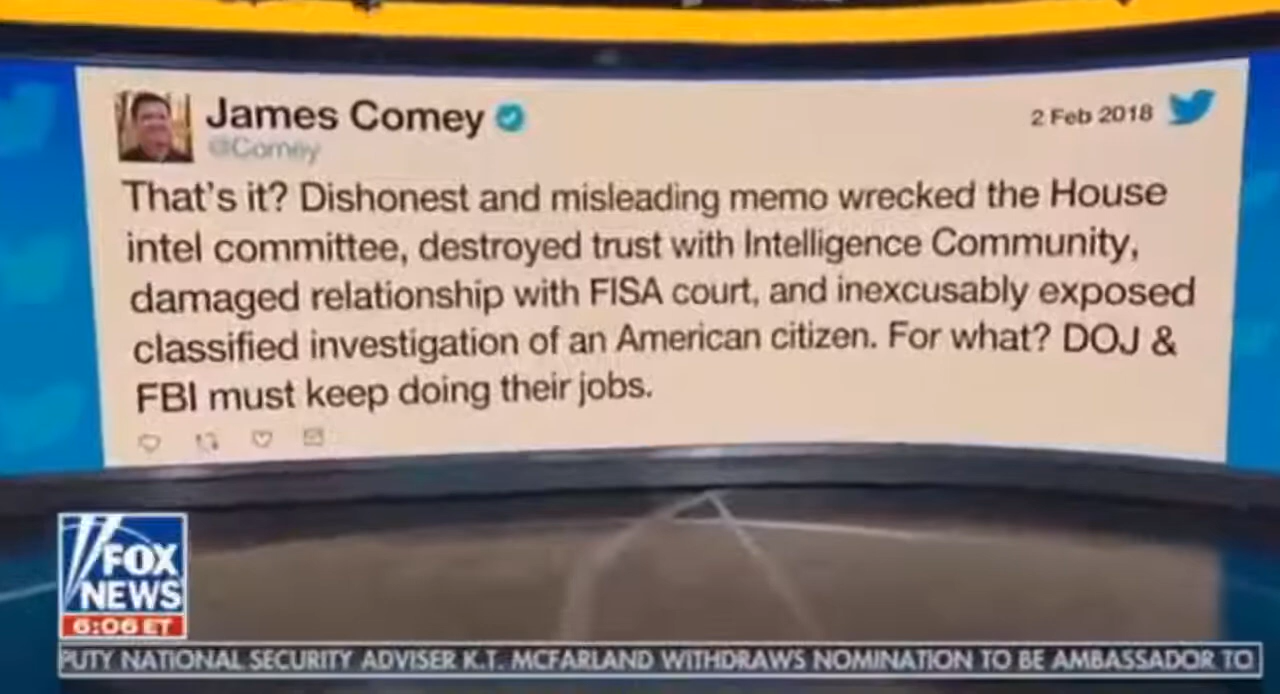 James Comey
2 Feb 2018
@Comey
That's it? Dishonest and misleading memo wrecked the House
intel committee, destroyed trust with Intelligence Community,
damaged relationship with FISA court, and inexcusably exposed
classified investigation of an American citizen. For what? DOJ &
FBI must keep doing their jobs.
FOX
NEWS
6:06 ET
PUTY NATIONAL SECURITY ADVISER K.T. MCFARLAND WITHDRAWS NOMINATION TO BE AMBASSADOR TO